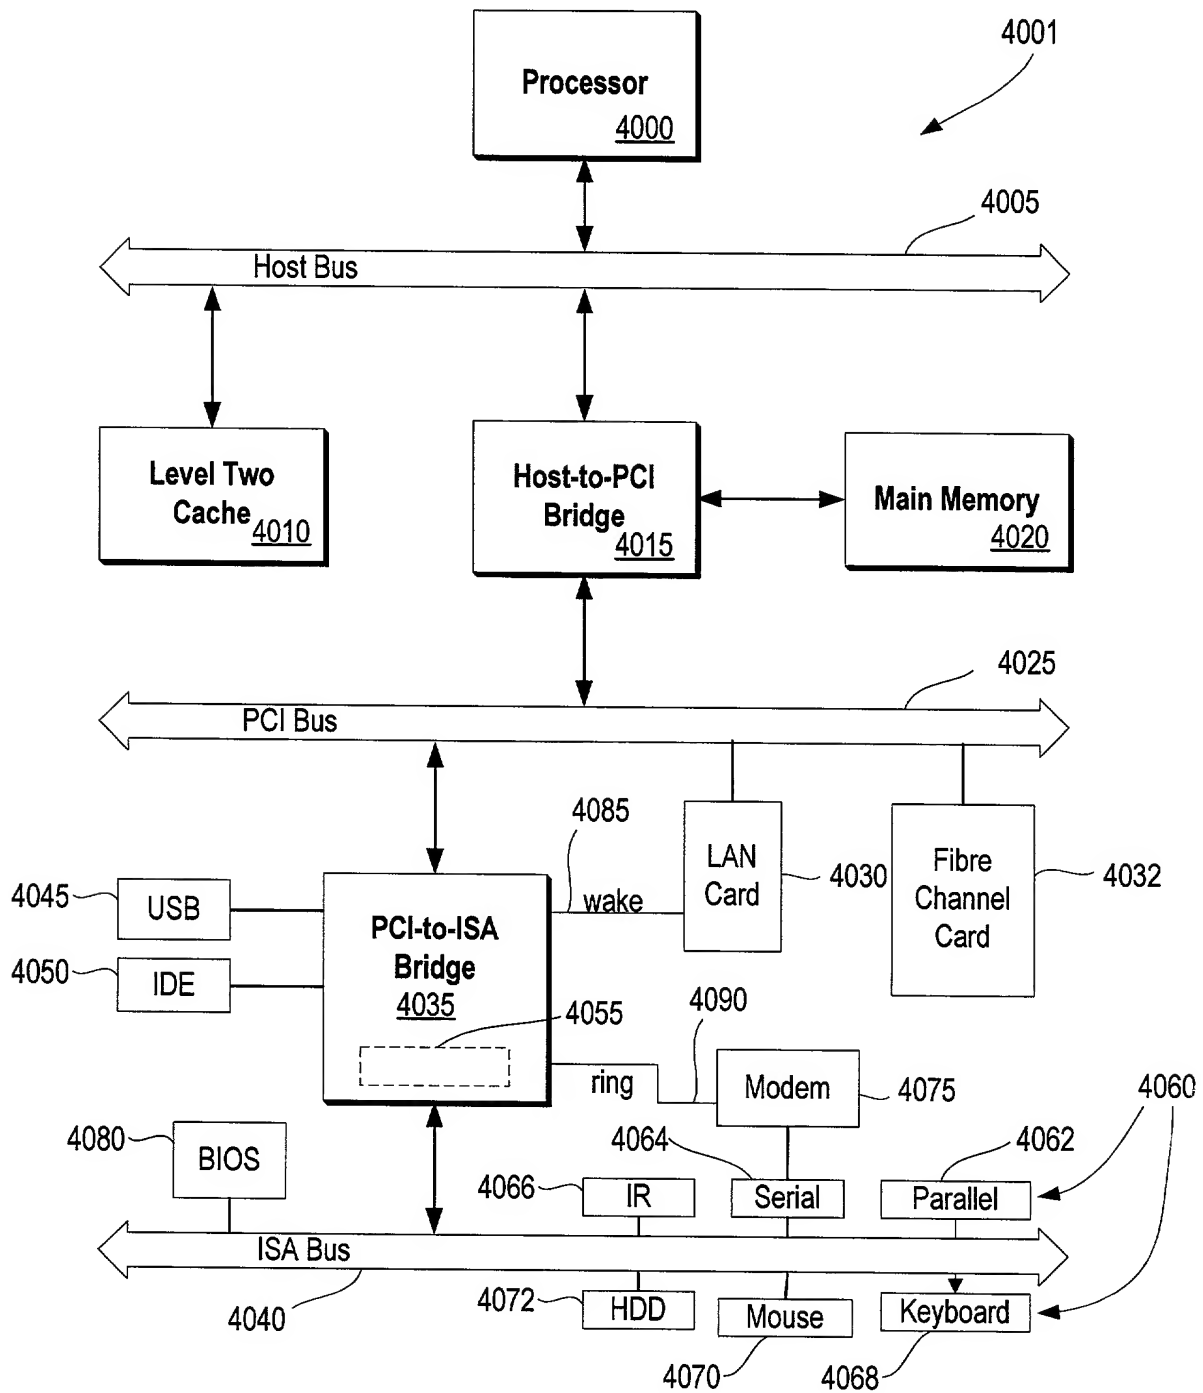 4001
Processor
4000
4005
Host Bus
Level Two
Cache
4010
Host-to-PCI
Bridge
4015
Main Memory
4020
4025
PCI Bus
4085
wake
LAN
Card
4030
Fibre
Channel
Card
4032
4045
USB
4050
IDE
PCI-to-ISA
Bridge
4035
4055
4090
ring
Modem
4075
4060
4080
BIOS
4064
4062
4066
IR
Serial
Parallel
ISA Bus
4040
4072
HDD
Mouse
Keyboard
4070
4068